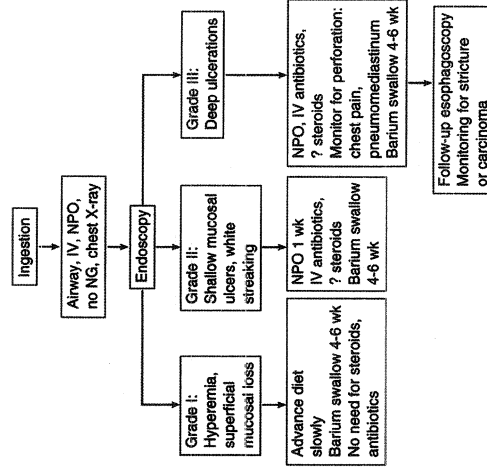 Ingestion
Airway, IV, NPO,
no NG, chest X-ray
Endoscopy
Grade I:
Hyperemia,
superficial
mucosal loss
Grade II:
Shallow mucosal
ulcers, white
streaking
Grade III:
Deep ulcerations
Advance diet
slowly
Barium swallow 4-6 wk
No need for steroids,
antibiotics
NPO 1 wk
IV antibiotics,
? steroids
Barium swallow
4-6 wk
NPO, IV antibiotics,
? steroids
Monitor for perforation:
chest pain,
pneumomediastinum
Barium swallow 4-6 wk
Follow-up esophagoscopy
Monitoring for stricture
or carcinoma